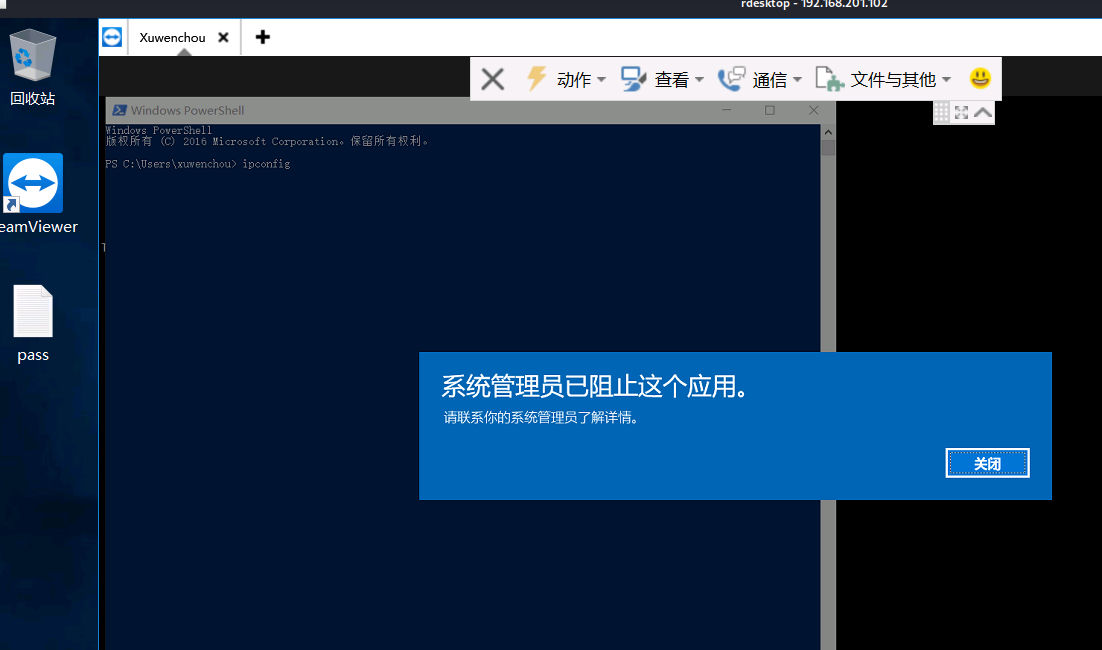 rdesktop - 192.168.201.102
Xuwenchou
动作
查看
通信
文件与其他
回收站
Windows PowerShell
Windows PowerShell
版权所有 (C) 2016 Microsoft Corporation。保留所有权利。
PS C:\Users\xuwenchou> ipconfig
eamViewer
pass
系统管理员已阻止这个应用。
请联系你的系统管理员了解详情。
关闭